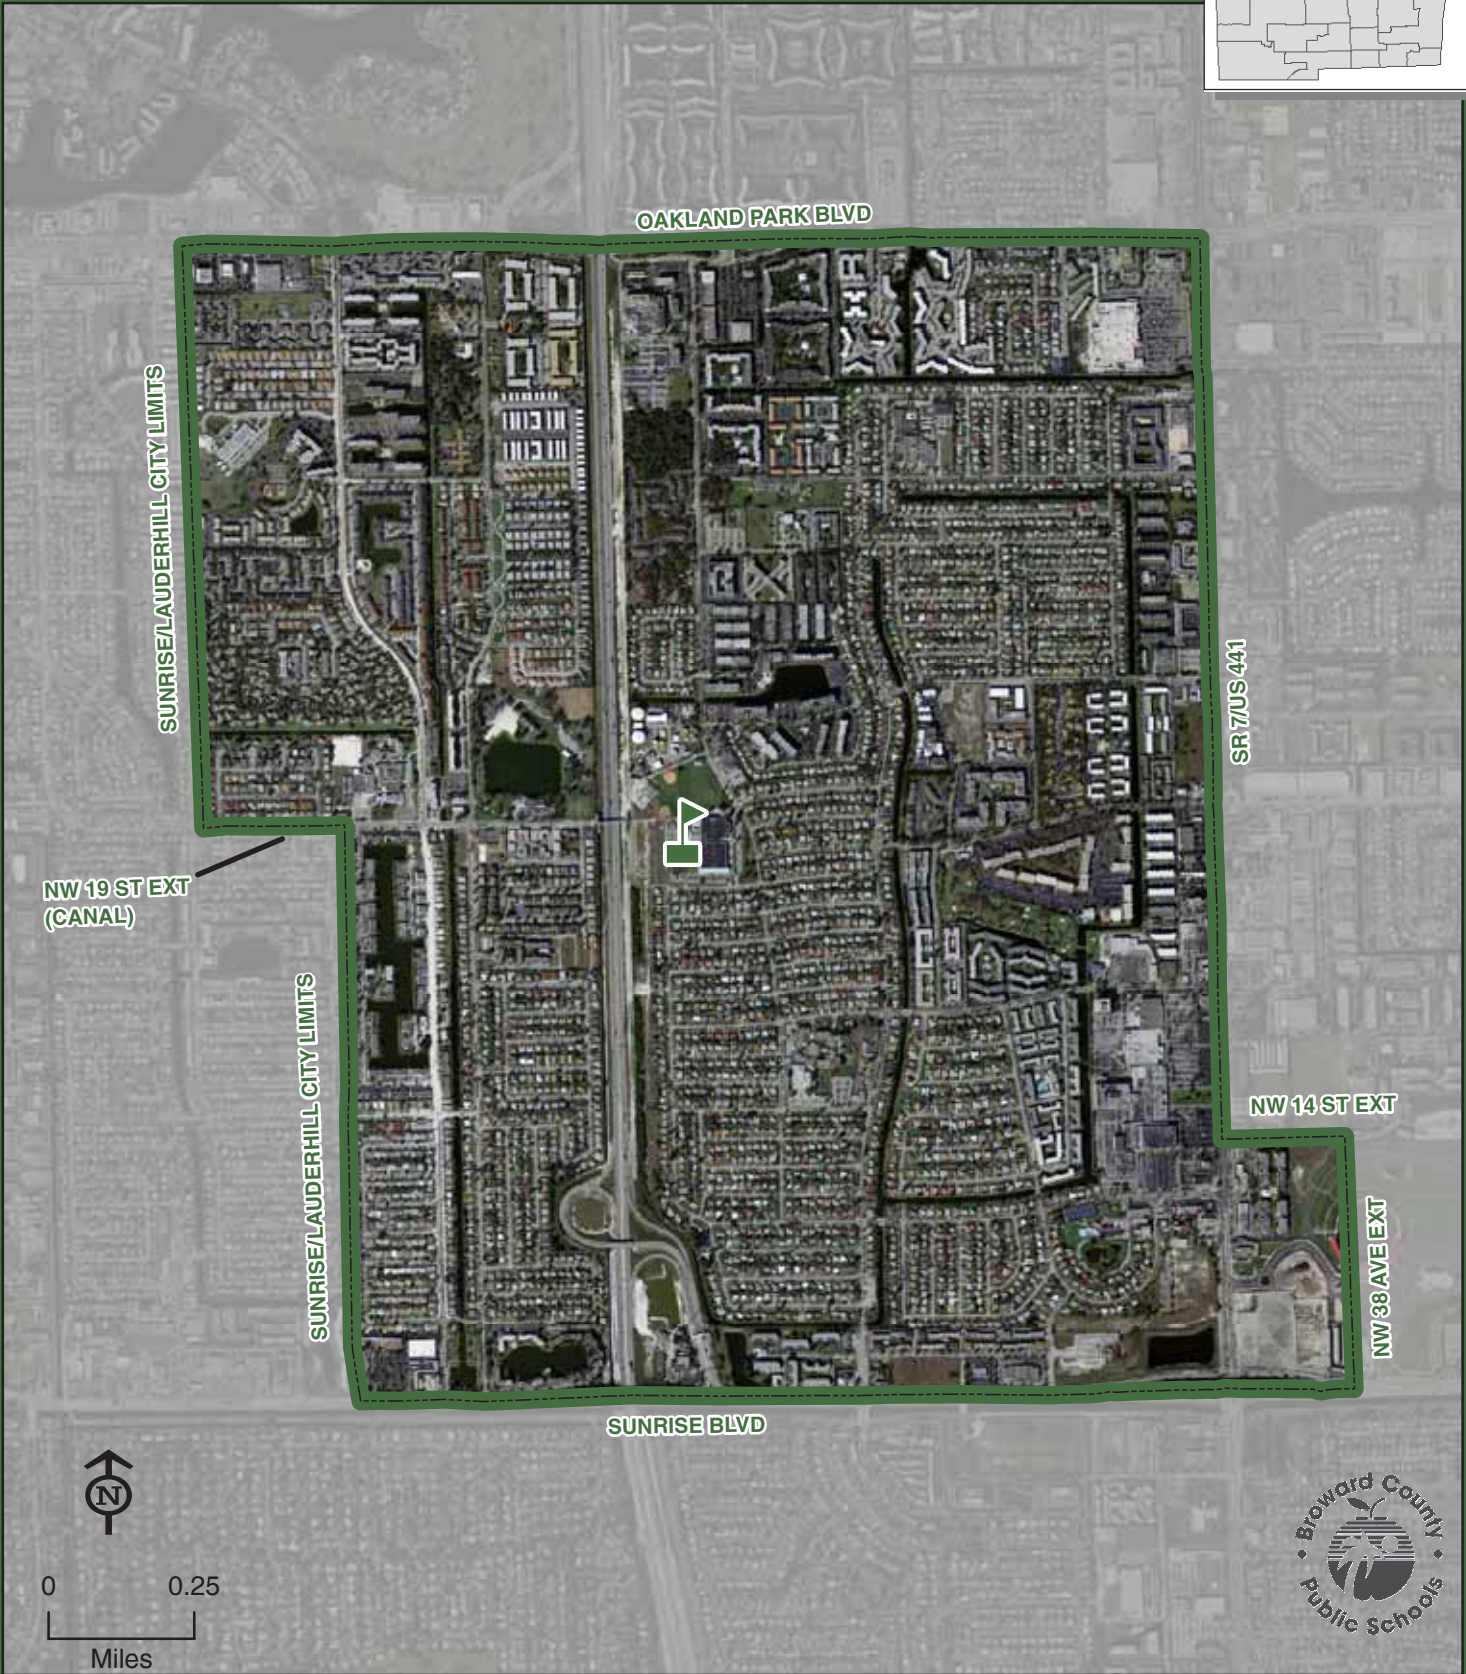 OAKLAND PARK BLVD
SUNRISE/LAUDERHILL CITY LIMITS
SR 7/US 441
NW 19 ST EXT
(CANAL)
SUNRISE/LAUDERHILL CITY LIMITS
NW 14 ST EXT
NW 38 AVE EXT
SUNRISE BLVD
N
0 0.25
Miles
Broward County
Public Schools